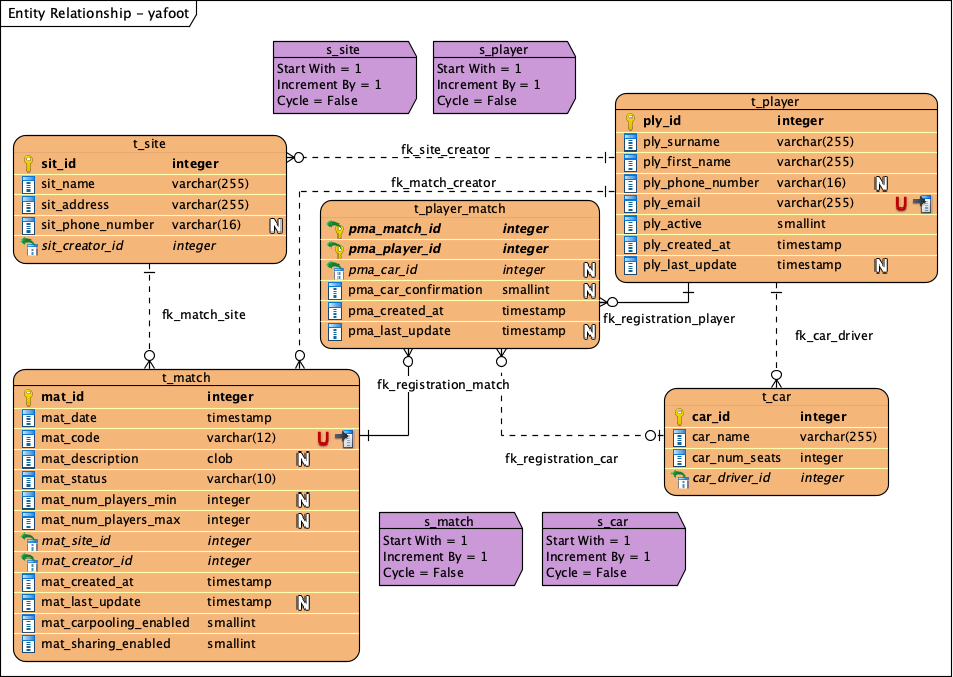 Entity Relationship - yafoot
s_site
Start With = 1
Increment By = 1
Cycle = False
s_player
Start With = 1
Increment By = 1
Cycle = False
t_player
ply_id integer
ply_surname varchar(255)
ply_first_name varchar(255)
ply_phone_number varchar(16) N
ply_email varchar(255) U
ply_active smallint
ply_created_at timestamp
ply_last_update timestamp N
t_site
sit_id integer
sit_name varchar(255)
sit_address varchar(255)
sit_phone_number varchar(16) N
sit_creator_id integer
fk_site_creator
fk_match_creator
t_player_match
pma_match_id integer
pma_player_id integer
pma_car_id integer N
pma_car_confirmation smallint N
pma_created_at timestamp
pma_last_update timestamp N
fk_match_site
fk_registration_player
fk_car_driver
fk_registration_match
t_match
mat_id integer
mat_date timestamp
mat_code varchar(12) U
mat_description clob N
mat_status varchar(10)
mat_num_players_min integer N
mat_num_players_max integer N
mat_site_id integer
mat_creator_id integer
mat_created_at timestamp
mat_last_update timestamp N
mat_carpooling_enabled smallint
mat_sharing_enabled smallint
t_car
car_id integer
car_name varchar(255)
car_num_seats integer
car_driver_id integer
fk_registration_car
s_match
Start With = 1
Increment By = 1
Cycle = False
s_car
Start With = 1
Increment By = 1
Cycle = False